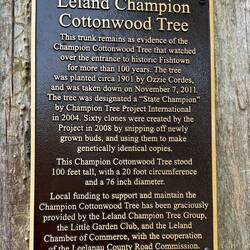 Leland Champion
Cottonwood Tree
This trunk remains as evidence of the
Champion Cottonwood Tree that watched
over the entrance to historic Fishtown
for more than 100 years. The tree
was planted circa 1901 by Ozzie Cordes,
and was taken down on November 7, 2011.
The tree was designated a "State Champion"
by Champion Tree Project International
in 2004. Sixty clones were created by the
Project in 2008 by snipping off newly
grown buds, and using them to make
genetically identical copies.
This Champion Cottonwood Tree stood
100 feet tall, with a 20 foot circumference
and a 76 inch diameter.
Local funding to support and maintain the
Champion Cottonwood Tree has been graciously
provided by the Leland Champion Tree Group,
the Little Garden Club, and the Leland
Chamber of Commerce, with the cooperation
of the Leelanau County Road Commission.